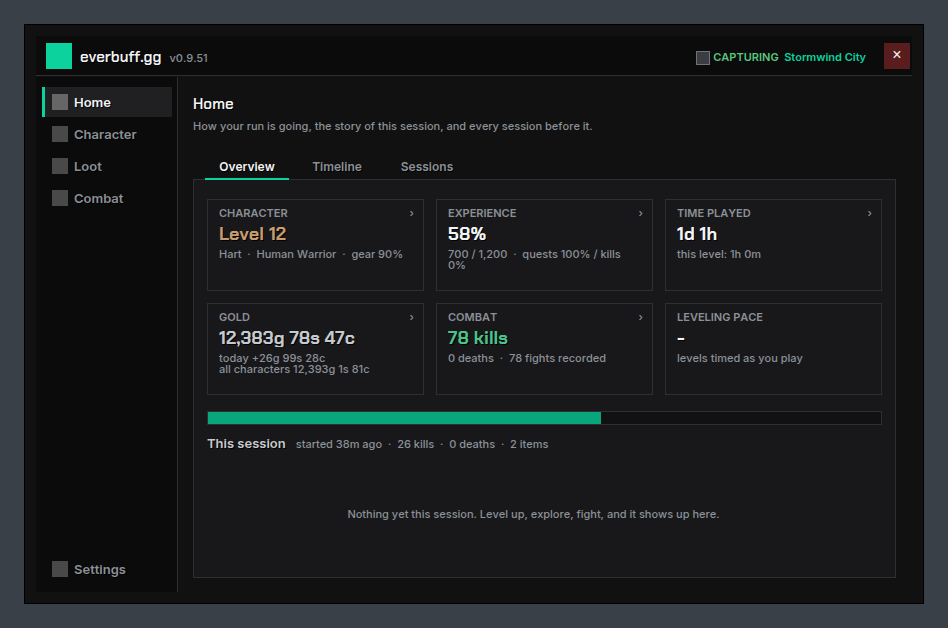 everbuff.gg v0.9.51
CAPTURING Stormwind City ×
Home
Character
Loot
Combat
Settings
Home
How your run is going, the story of this session, and every session before it.
Overview Timeline Sessions
CHARACTER ›
Level 12
Hart · Human Warrior · gear 90%
EXPERIENCE ›
58%
700 / 1,200 · quests 100% / kills
0%
TIME PLAYED ›
1d 1h
this level: 1h 0m
GOLD ›
12,383g 78s 47c
today +26g 99s 28c
all characters 12,393g 1s 81c
COMBAT ›
78 kills
0 deaths · 78 fights recorded
LEVELING PACE
-
levels timed as you play
This session started 38m ago · 26 kills · 0 deaths · 2 items
Nothing yet this session. Level up, explore, fight, and it shows up here.